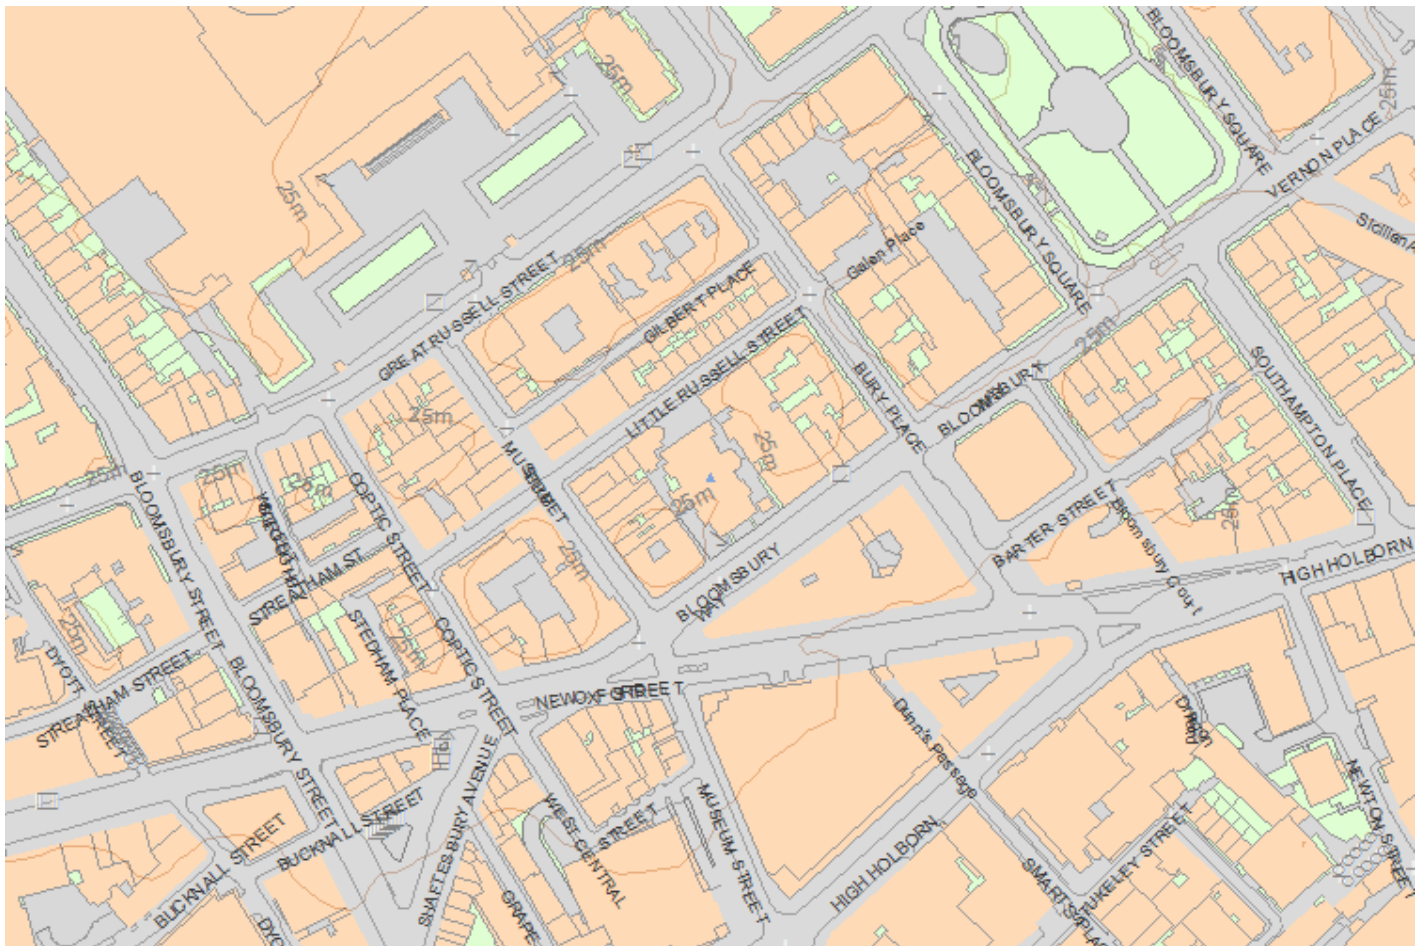 BLOOMSBURY SQUARE
25m
25m
VERNON PLACE
BLOOMSBURY SQUARE
25m
Galen Place
25m
GREAT RUSSELL STREET
GILBERT PLACE
25m
LITTLE RUSSELL STREET
BURY PLACE
BLOOMSBURY
SOUTHAMPTON PLACE
25m
MUSEUM
STREET
25m
25m
25m
25m
25m
COPTIC STREET
BLOOMSBURY STREET
STREATHAM ST
25m
BARTER STREET
Bloomsbury Court
25m
HIGH HOLBORN
BLOOMSBURY
WAY
STEDHAM PLACE
25m
COPTIC STREET
25m
DYOTT
STREET
STREATHAM STREET
BLOOMSBURY STREET
NEW OXFORD
STREET
Dunn's Passage
NEWTON STREET
SHAFTESBURY AVENUE
BUCKNALL STREET
BUCKNALL STREET
WEST CENTRAL
STREET
MUSEUM STREET
HIGH HOLBORN
TUKELEY STREET
GRAPE